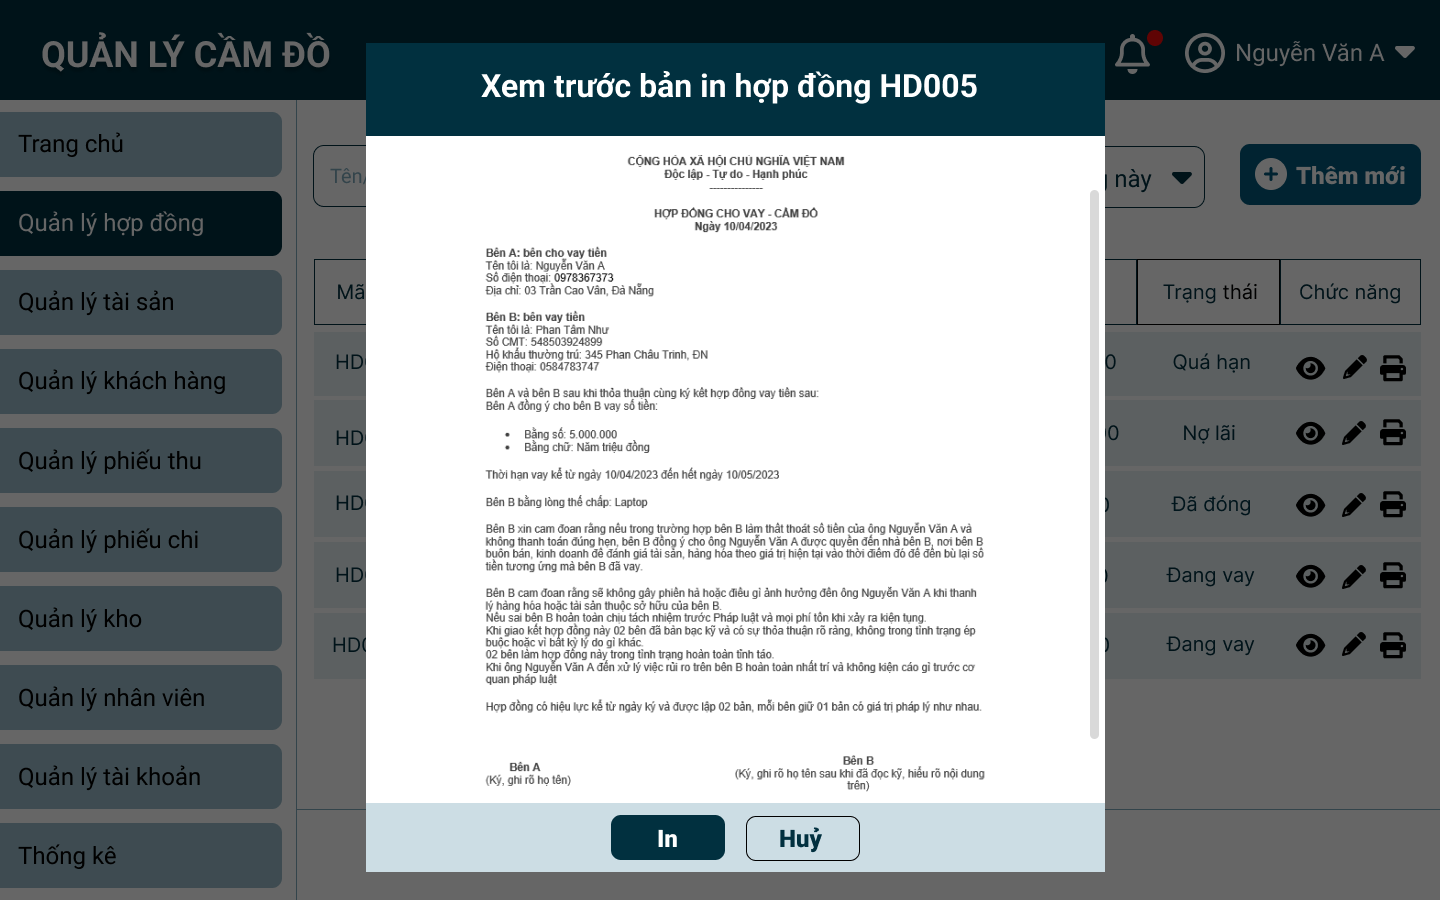 QUẢN LÝ CẦM ĐỒ
Nguyễn Văn A
Trang chủ
Quản lý hợp đồng
Quản lý tài sản
Quản lý khách hàng
Quản lý phiếu thu
Quản lý phiếu chi
Quản lý kho
Quản lý nhân viên
Quản lý tài khoản
Thống kê
Tên/
này
Thêm mới
Mã
Trạng thái
Chức năng
HD
0
Quá hạn
HD
00
Nợ lãi
HD
Đã đóng
HD
Đang vay
HD0
Đang vay
Xem trước bản in hợp đồng HD005
CỘNG HÒA XÃ HỘI CHỦ NGHĨA VIỆT NAM
Độc lập - Tự do - Hạnh phúc
---------------
HỢP ĐỒNG CHO VAY - CẦM ĐỒ
Ngày 10/04/2023
Bên A: bên cho vay tiền
Tên tôi là: Nguyễn Văn A
Số điện thoại: 0978367373
Địa chỉ: 03 Trần Cao Vân, Đà Nẵng
Bên B: bên vay tiền
Tên tôi là: Phan Tâm Như
Số CMT: 548503924899
Hộ khẩu thường trú: 345 Phan Châu Trinh, ĐN
Điện thoại: 0584783747
Bên A và bên B sau khi thỏa thuận cùng ký kết hợp đồng vay tiền sau:
Bên A đồng ý cho bên B vay số tiền:
• Bằng số: 5.000.000
• Bằng chữ: Năm triệu đồng
Thời hạn vay kể từ ngày 10/04/2023 đến hết ngày 10/05/2023
Bên B bằng lòng thế chấp: Laptop
Bên B xin cam đoan rằng nếu trong trường hợp bên B làm thất thoát số tiền của ông Nguyễn Văn A và
không thanh toán đúng hẹn, bên B đồng ý cho ông Nguyễn Văn A được quyền đến nhà bên B, nơi bên B
buôn bán, kinh doanh để đánh giá tài sản, hàng hóa theo giá trị hiện tại vào thời điểm đó để đền bù lại số
tiền tương ứng mà bên B đã vay.
Bên B cam đoan rằng sẽ không gây phiền hà hoặc điều gì ảnh hưởng đến ông Nguyễn Văn A khi thanh
lý hàng hóa hoặc tài sản thuộc sở hữu của bên B.
Nếu sai bên B hoàn toàn chịu tách nhiệm trước Pháp luật và mọi phí tổn khi xảy ra kiện tụng.
Khi giao kết hợp đồng này 02 bên đã bàn bạc kỹ và có sự thỏa thuận rõ ràng, không trong tình trạng ép
buộc hoặc vì bất kỳ lý do gì khác.
02 bên làm hợp đồng này trong tình trạng hoàn toàn tỉnh táo.
Khi ông Nguyễn Văn A đến xử lý việc rủi ro trên bên B hoàn toàn nhất trí và không kiện cáo gì trước cơ
quan pháp luật
Hợp đồng có hiệu lực kể từ ngày ký và được lập 02 bản, mỗi bên giữ 01 bản có giá trị pháp lý như nhau.
Bên A
(Ký, ghi rõ họ tên)
Bên B
(Ký, ghi rõ họ tên sau khi đã đọc kỹ, hiểu rõ nội dung
trên)
In
Huỷ